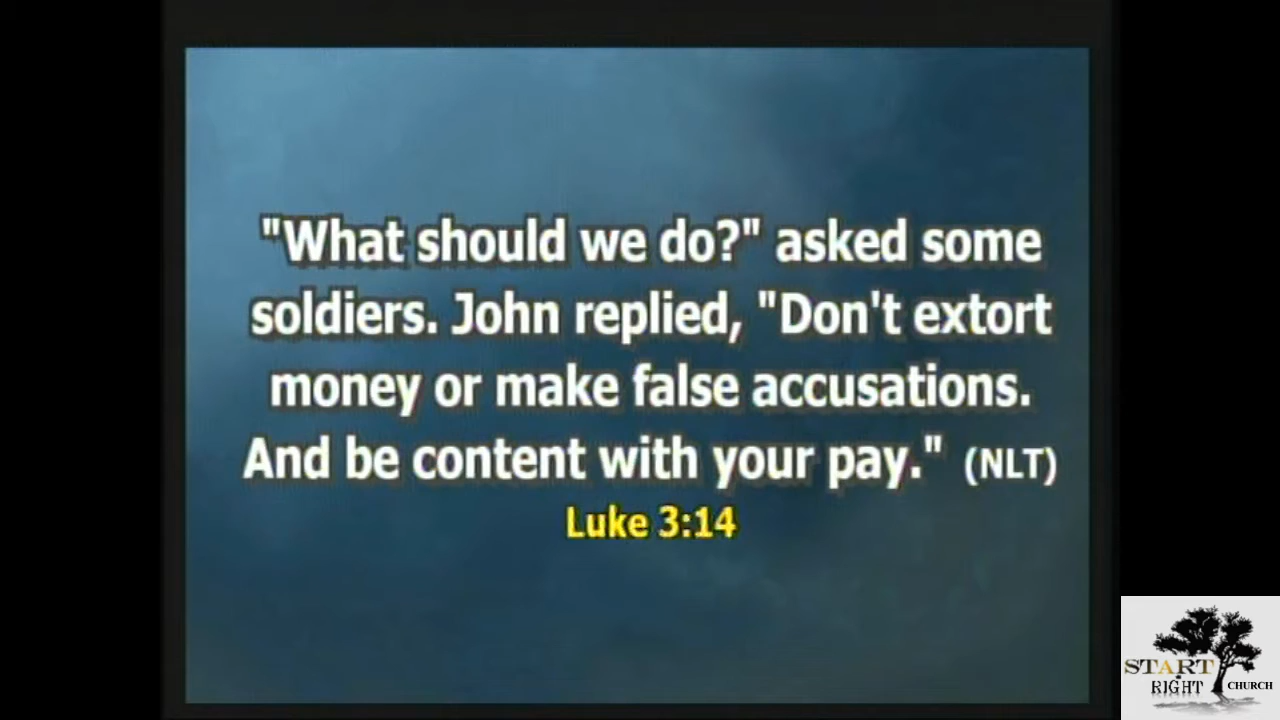 "What should we do?" asked some
soldiers. John replied, "Don't extort
money or make false accusations.
And be content with your pay." (NLT)
Luke 3:14
START
RIGHT CHURCH